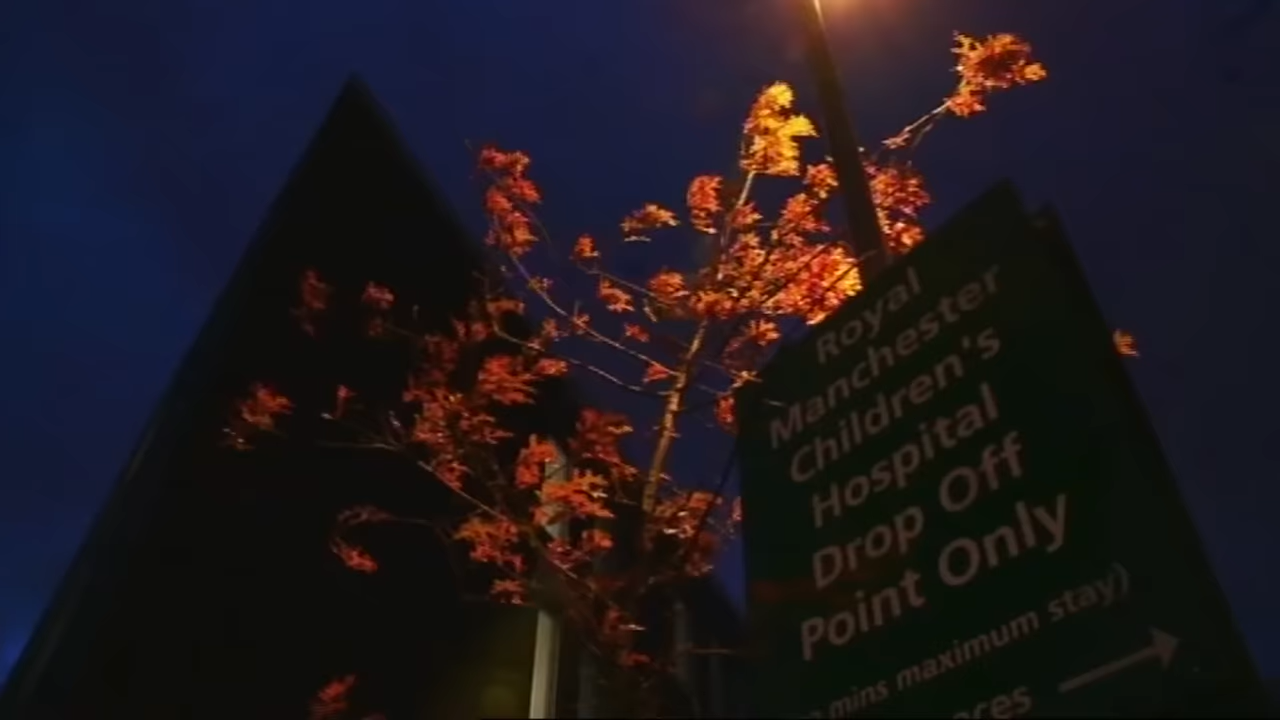 Royal
Manchester
Children's
Hospital
Drop Off
Point Only
mins maximum stay)